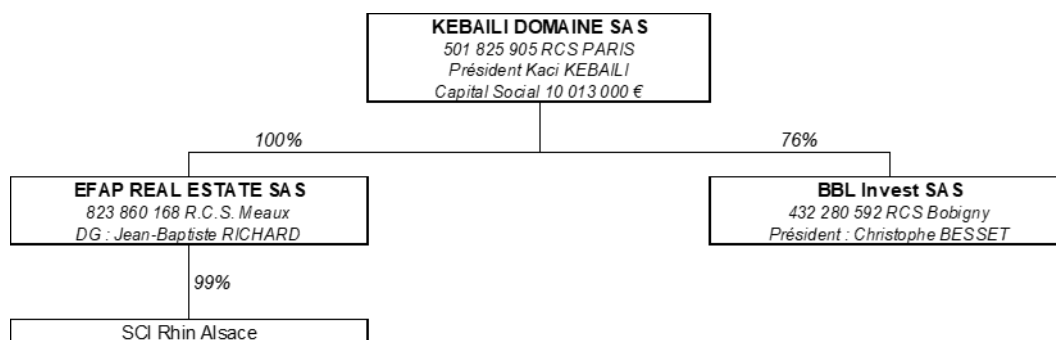 KEBAILI DOMAINE SAS
501 825 905 RCS PARIS
Président Kaci KEBAILI
Capital Social 10 013 000 €
100%
76%
EFAP REAL ESTATE SAS
823 860 168 R.C.S. Meaux
DG : Jean-Baptiste RICHARD
BBL Invest SAS
432 280 592 RCS Bobigny
Président : Christophe BESSET
99%
SCI Rhin Alsace